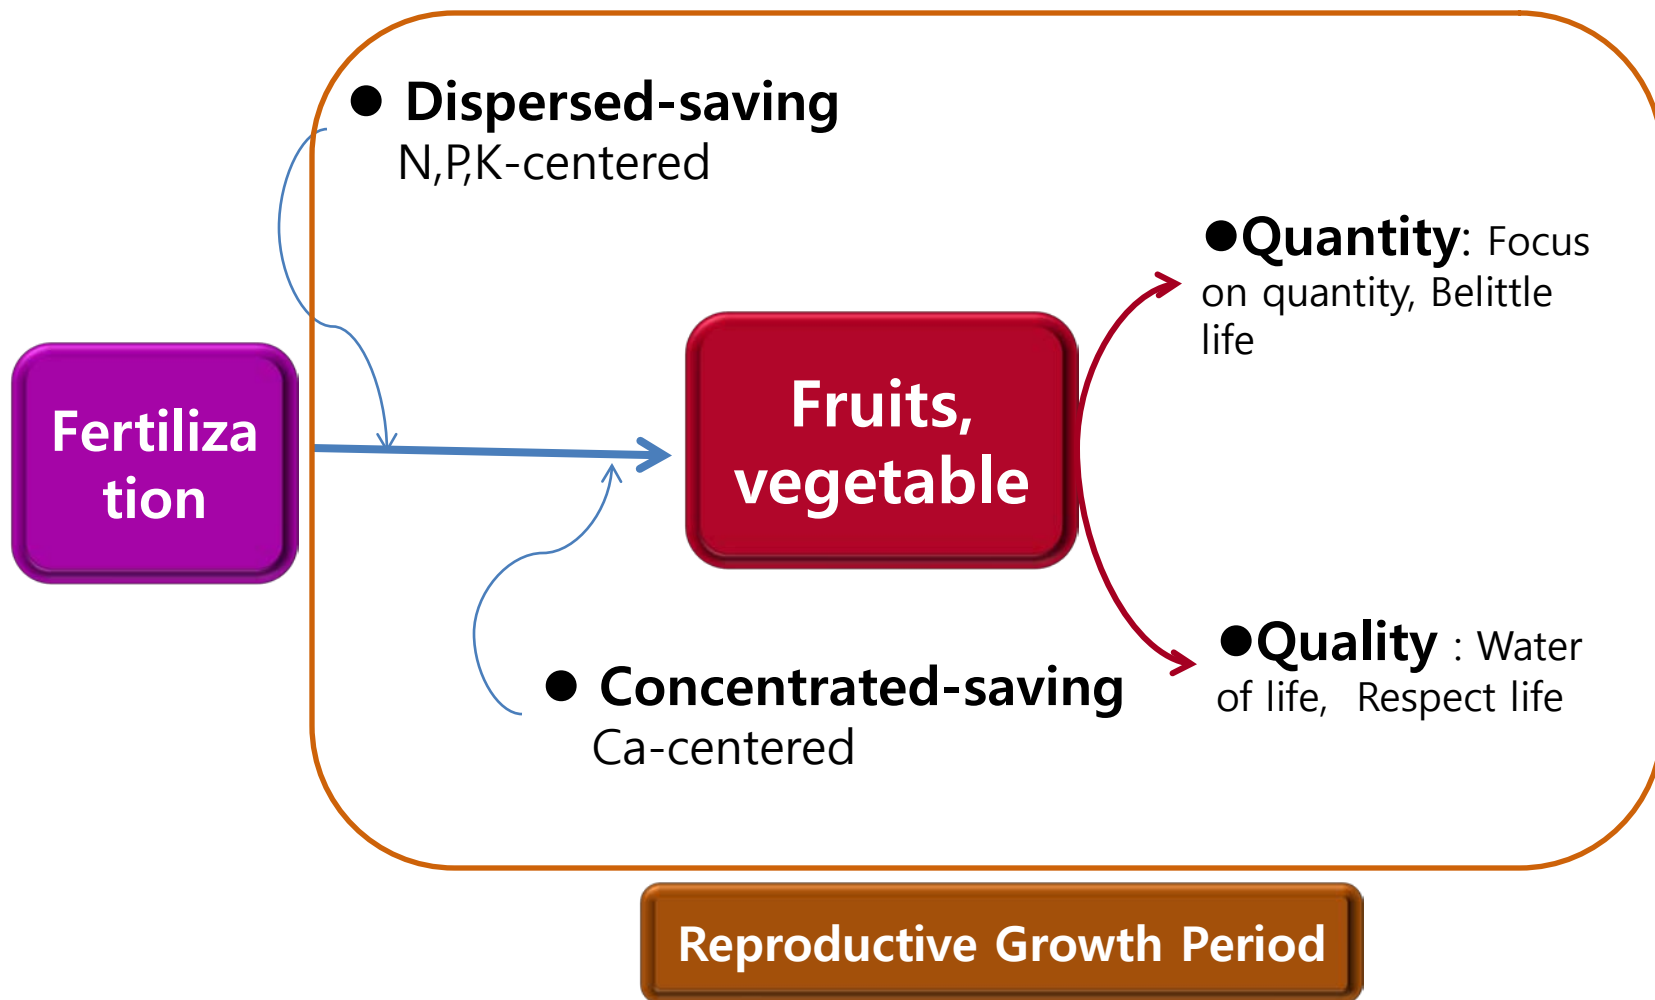 ● Dispersed-saving
N,P,K-centered
●Quantity: Focus
on quantity, Belittle
life
Fertiliza
tion
Fruits,
vegetable
●Quality : Water
of life, Respect life
● Concentrated-saving
Ca-centered
Reproductive Growth Period